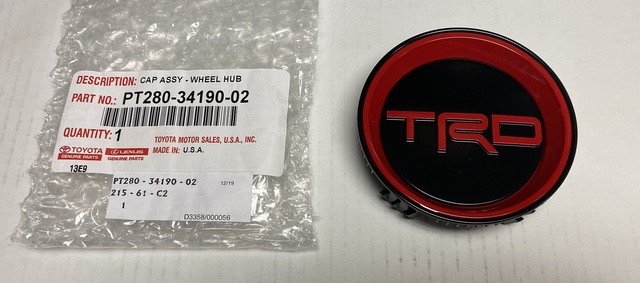 DESCRIPTION: CAP ASSY - WHEEL HUB
PART NO.: PT280-34190-02
QUANTITY: 1
TOYOTA MOTOR SALES, U.S.A., INC.
TOYOTA GENUINE PARTS LEXUS GENUINE PARTS MADE IN: U.S.A.
13E9
PT280 - 34190 - 02 12/19
215 - 61 - C2
1
D3358/000056
TRD